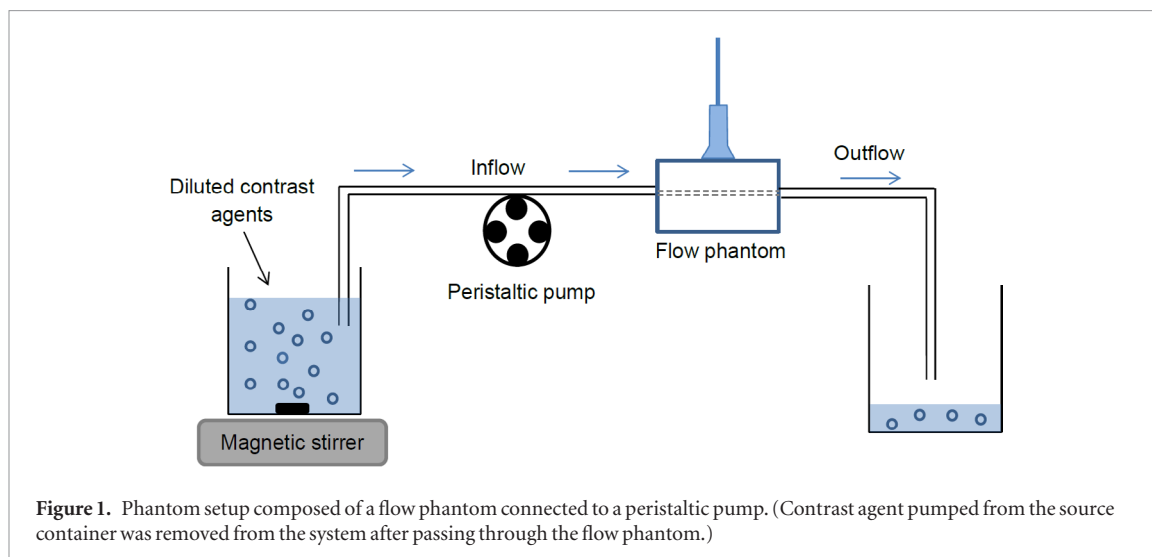 Inflow
Outflow
Diluted contrast
agents
Flow phantom
Peristaltic pump
Magnetic stirrer
Figure 1. Phantom setup composed of a flow phantom connected to a peristaltic pump. (Contrast agent pumped from the source
container was removed from the system after passing through the flow phantom.)